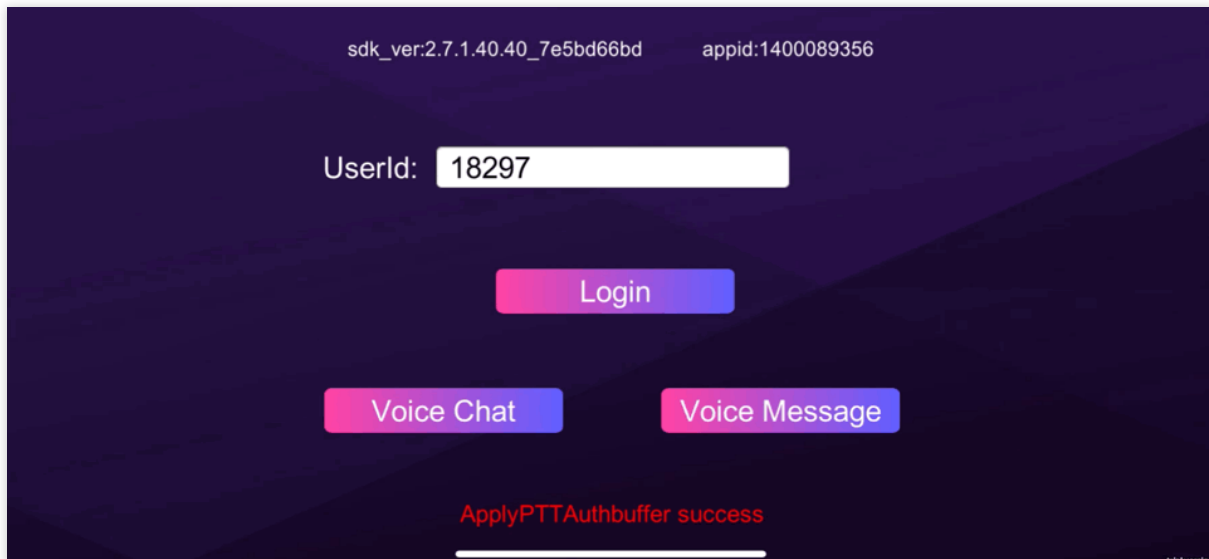 sdk_ver:2.7.1.40.40_7e5bd66bd appid:1400089356
UserId: 18297
Login
Voice Chat Voice Message
ApplyPTTAuthbuffer success